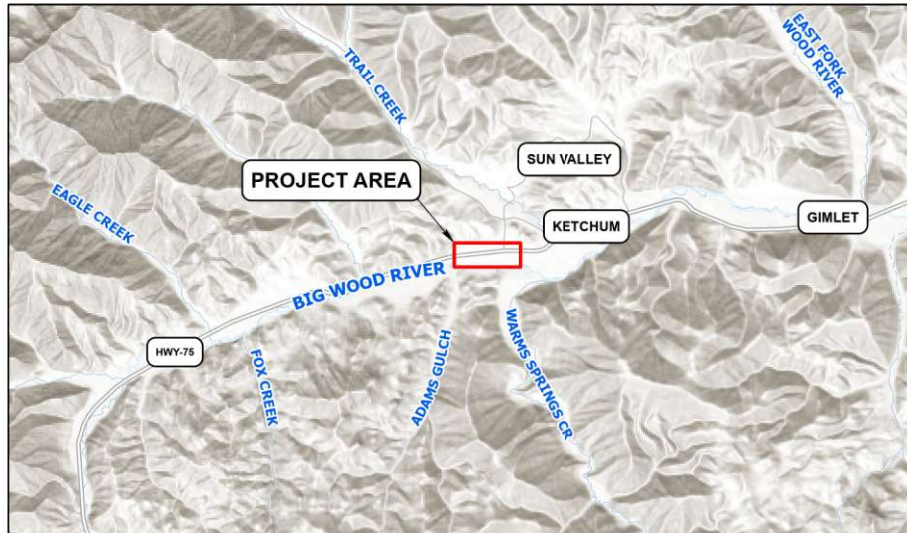 EAST FORK
WOOD RIVER
TRAIL CREEK
SUN VALLEY
PROJECT AREA
EAGLE CREEK
KETCHUM
GIMLET
BIG WOOD RIVER
HWY-75
FOX CREEK
ADAMS GULCH
WARMS SPRINGS CR